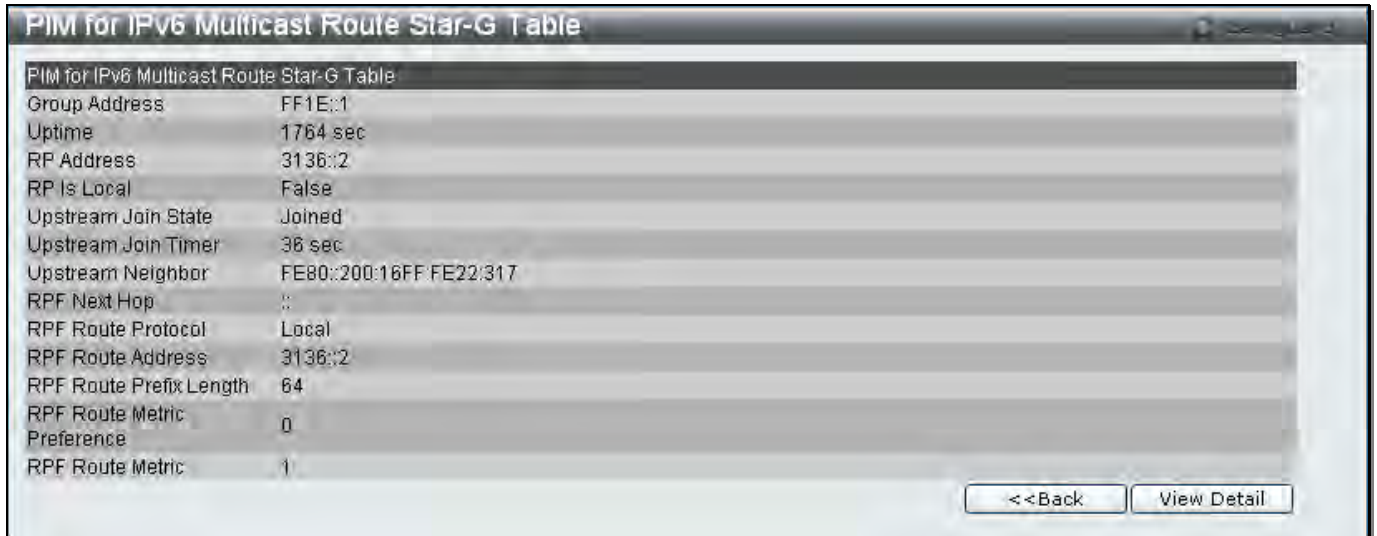 PIM for IPv6 Multicast Route Star-G Table
PIM for IPv6 Multicast Route Star-G Table
Group Address FF1E::1
Uptime 1764 sec
RP Address 3136::2
RP Is Local False
Upstream Join State Joined
Upstream Join Timer 36 sec
Upstream Neighbor FE80::200:16FF:FE22:317
RPF Next Hop ::
RPF Route Protocol Local
RPF Route Address 3136::2
RPF Route Prefix Length 64
RPF Route Metric
Preference 0
RPF Route Metric 1
<<Back View Detail